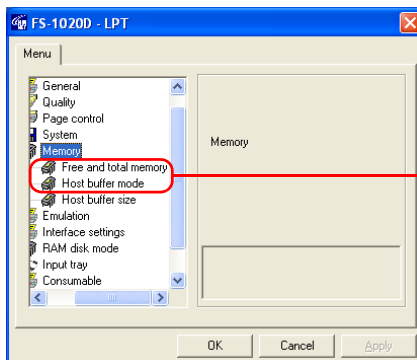 FS-1020D - LPT
Menu
General
Quality
Page control
System
Memory
Free and total memory
Host buffer mode
Host buffer size
Emulation
Interface settings
RAM disk mode
Input tray
Consumable
Memory
OK
Cancel
Apply